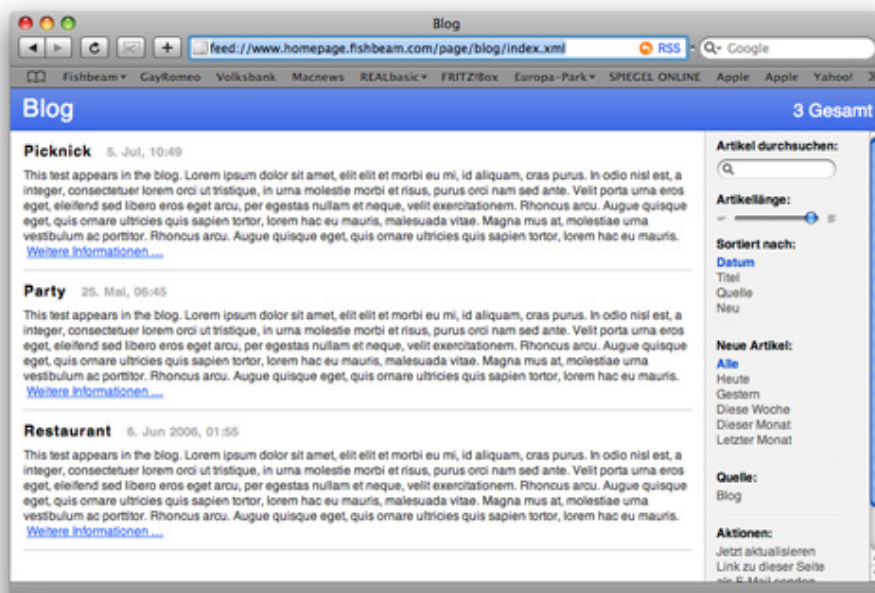 Blog
feed://www.homepage.fishbeam.com/page/blog/index.xml
RSS
Google
Fishbeam
GayRomeo
Volksbank
Macnews
REALbasic
FRITZ!Box
Europa-Park
SPIEGEL ONLINE
Apple
Apple
Yahoo!
Blog
3 Gesamt
Picknick 5. Jul, 10:49
This test appears in the blog. Lorem ipsum dolor sit amet, elit elit et morbi eu mi, id aliquam, cras purus. In odio nisl est, a
integer, consectetuer lorem orci ut tristique, in urna molestie morbi et risus, purus orci nam sed ante. Velit porta urna eros
eget, eleifend sed libero eros eget arcu, per egestas nullam et neque, velit exercitationem. Rhoncus arcu. Augue quisque
eget, quis ornare ultricies quis sapien tortor, lorem hac eu mauris, malesuada vitae. Magna mus at, molestiae urna
vestibulum ac porttitor. Rhoncus arcu. Augue quisque eget, quis ornare ultricies quis sapien tortor, lorem hac eu mauris.
Weitere Informationen ...
Party 25. Mai, 06:45
This test appears in the blog. Lorem ipsum dolor sit amet, elit elit et morbi eu mi, id aliquam, cras purus. In odio nisl est, a
integer, consectetuer lorem orci ut tristique, in urna molestie morbi et risus, purus orci nam sed ante. Velit porta urna eros
eget, eleifend sed libero eros eget arcu, per egestas nullam et neque, velit exercitationem. Rhoncus arcu. Augue quisque
eget, quis ornare ultricies quis sapien tortor, lorem hac eu mauris, malesuada vitae. Magna mus at, molestiae urna
vestibulum ac porttitor. Rhoncus arcu. Augue quisque eget, quis ornare ultricies quis sapien tortor, lorem hac eu mauris.
Weitere Informationen ...
Restaurant 6. Jun 2006, 01:55
This test appears in the blog. Lorem ipsum dolor sit amet, elit elit et morbi eu mi, id aliquam, cras purus. In odio nisl est, a
integer, consectetuer lorem orci ut tristique, in urna molestie morbi et risus, purus orci nam sed ante. Velit porta urna eros
eget, eleifend sed libero eros eget arcu, per egestas nullam et neque, velit exercitationem. Rhoncus arcu. Augue quisque
eget, quis ornare ultricies quis sapien tortor, lorem hac eu mauris, malesuada vitae. Magna mus at, molestiae urna
vestibulum ac porttitor. Rhoncus arcu. Augue quisque eget, quis ornare ultricies quis sapien tortor, lorem hac eu mauris.
Weitere Informationen ...
Artikel durchsuchen:
Artikellänge:
Sortiert nach:
Datum
Titel
Quelle
Neu
Neue Artikel:
Alle
Heute
Gestern
Diese Woche
Dieser Monat
Letzter Monat
Quelle:
Blog
Aktionen:
Jetzt aktualisieren
Link zu dieser Seite
als E-Mail senden